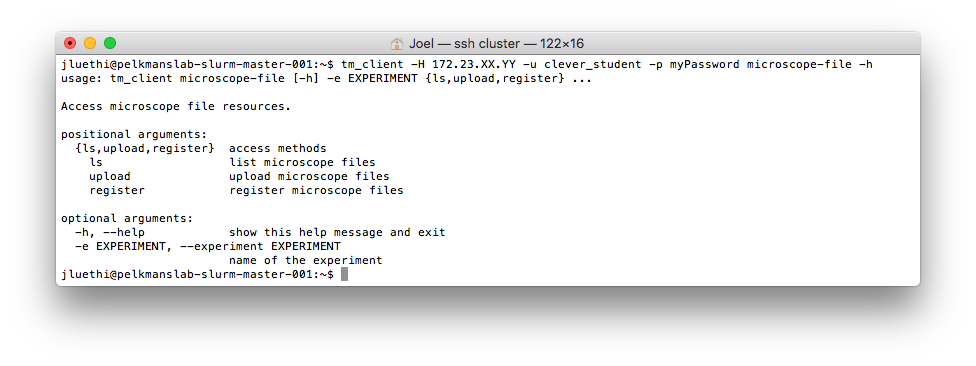 Joel — ssh cluster — 122×16
jluethi@pelkmanslab-slurm-master-001:~$ tm_client -H 172.23.XX.YY -u clever_student -p myPassword microscope-file -h
usage: tm_client microscope-file [-h] -e EXPERIMENT {ls,upload,register} ...
Access microscope file resources.
positional arguments:
{ls,upload,register}  access methods
ls                  list microscope files
upload              upload microscope files
register            register microscope files
optional arguments:
-h, --help            show this help message and exit
-e EXPERIMENT, --experiment EXPERIMENT
name of the experiment
jluethi@pelkmanslab-slurm-master-001:~$